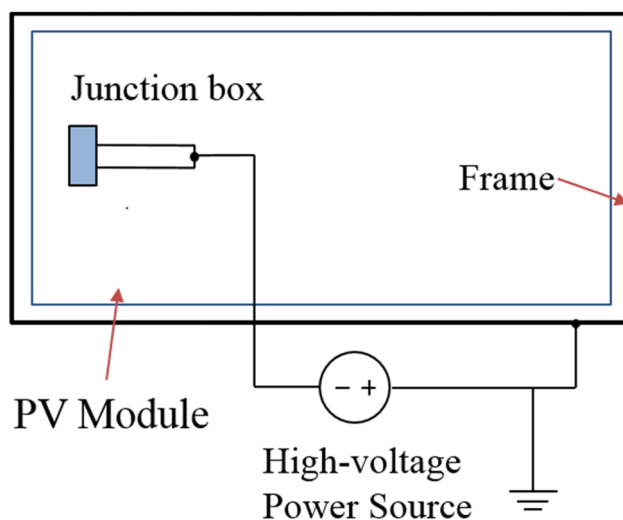 Junction box
Frame
PV Module
- +
High-voltage
Power Source